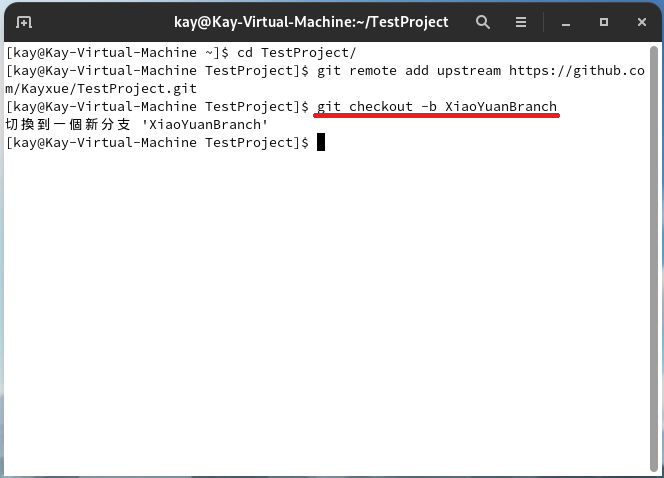 kay@Kay-Virtual-Machine:~/TestProject
[kay@Kay-Virtual-Machine ~]$ cd TestProject/
[kay@Kay-Virtual-Machine TestProject]$ git remote add upstream https://github.co
m/Kayxue/TestProject.git
[kay@Kay-Virtual-Machine TestProject]$ git checkout -b XiaoYuanBranch
切換到一個新分支 'XiaoYuanBranch'
[kay@Kay-Virtual-Machine TestProject]$